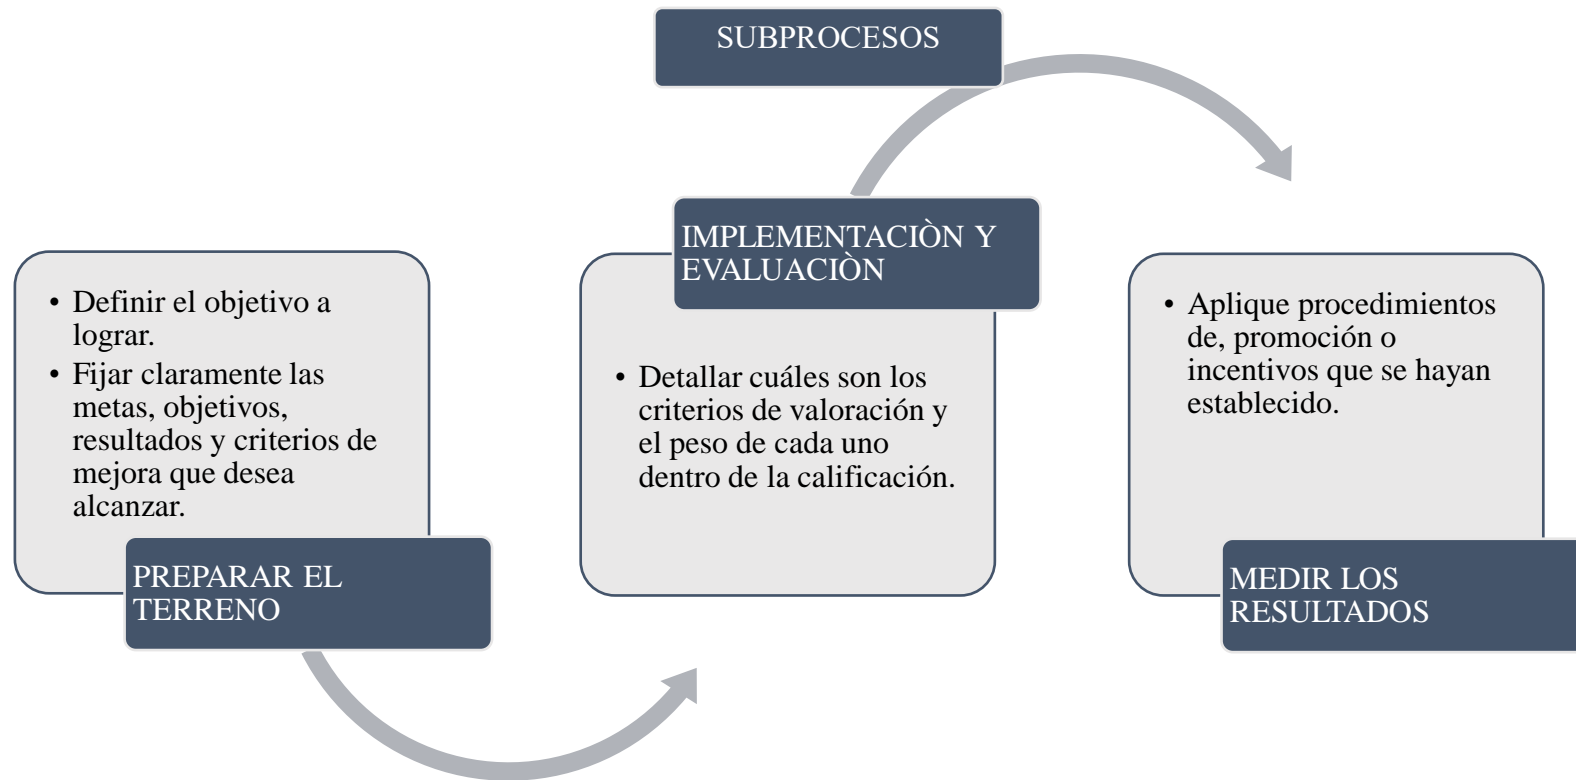 SUBPROCESOS
• Definir el objetivo a
lograr.
• Fijar claramente las
metas, objetivos,
resultados y criterios de
mejora que desea
alcanzar.
PREPARAR EL
TERRENO
IMPLEMENTACIÒN Y
EVALUACIÒN
• Detallar cuáles son los
criterios de valoración y
el peso de cada uno
dentro de la calificación.
• Aplique procedimientos
de, promoción o
incentivos que se hayan
establecido.
MEDIR LOS
RESULTADOS